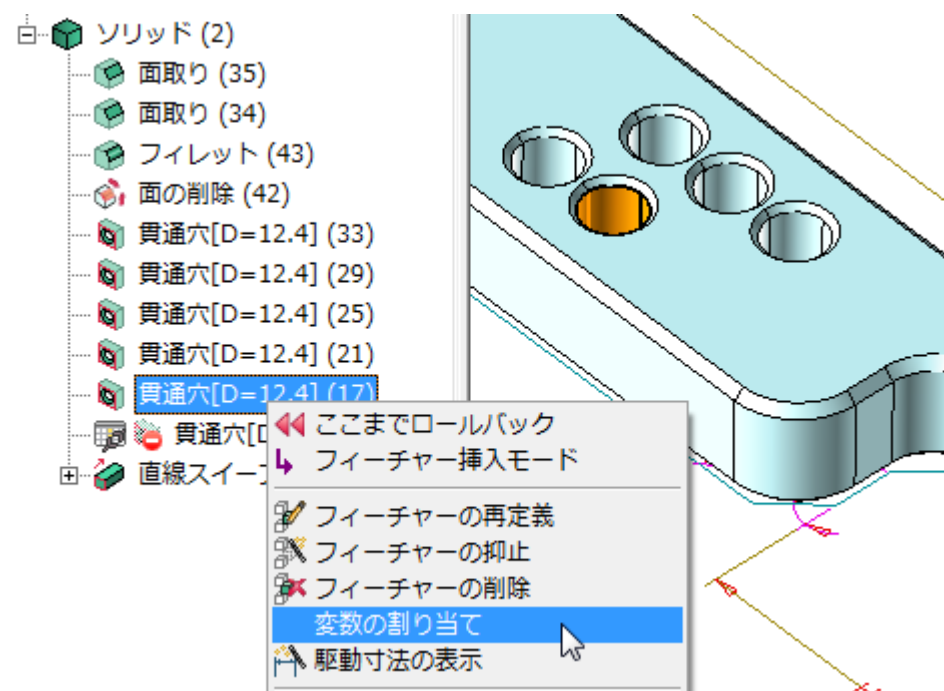 ソリッド (2)
面取り (35)
面取り (34)
フィレット (43)
面の削除 (42)
貫通穴[D=12.4] (33)
貫通穴[D=12.4] (29)
貫通穴[D=12.4] (25)
貫通穴[D=12.4] (21)
貫通穴[D=12.4] (17)
貫通穴[D
直線スイープ
ここまでロールバック
フィーチャー挿入モード
フィーチャーの再定義
フィーチャーの抑止
フィーチャーの削除
変数の割り当て
駆動寸法の表示